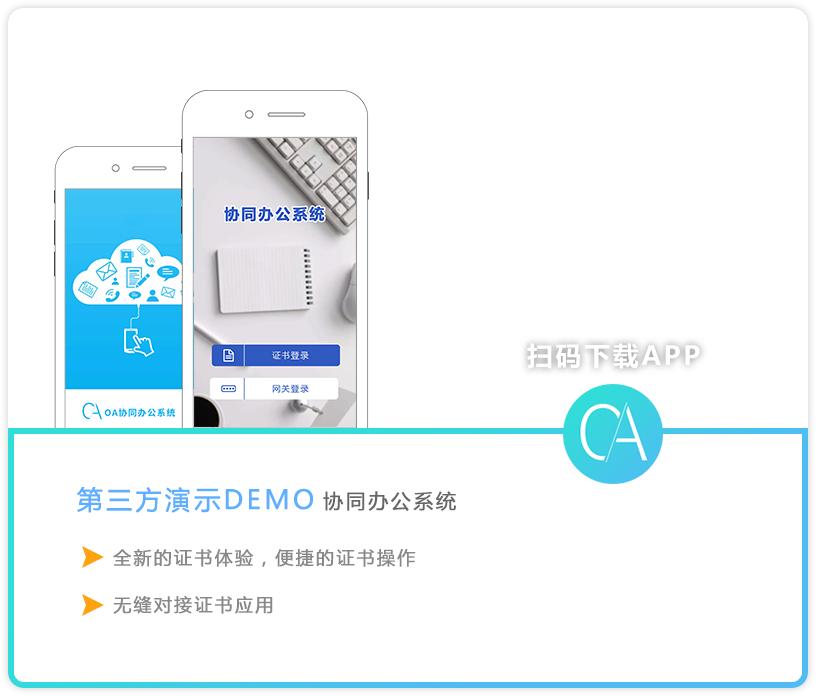 协同办公系统
证书登录
网关登录
CA OA协同办公系统
扫码下载APP
CA
第三方演示DEMO 协同办公系统
全新的证书体验，便捷的证书操作
无缝对接证书应用